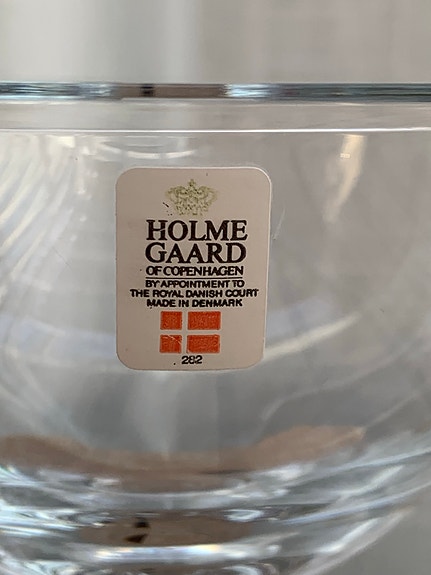 HOLME
GAARD
OF COPENHAGEN
BY APPOINTMENT TO
THE ROYAL DANISH COURT
MADE IN DENMARK
282